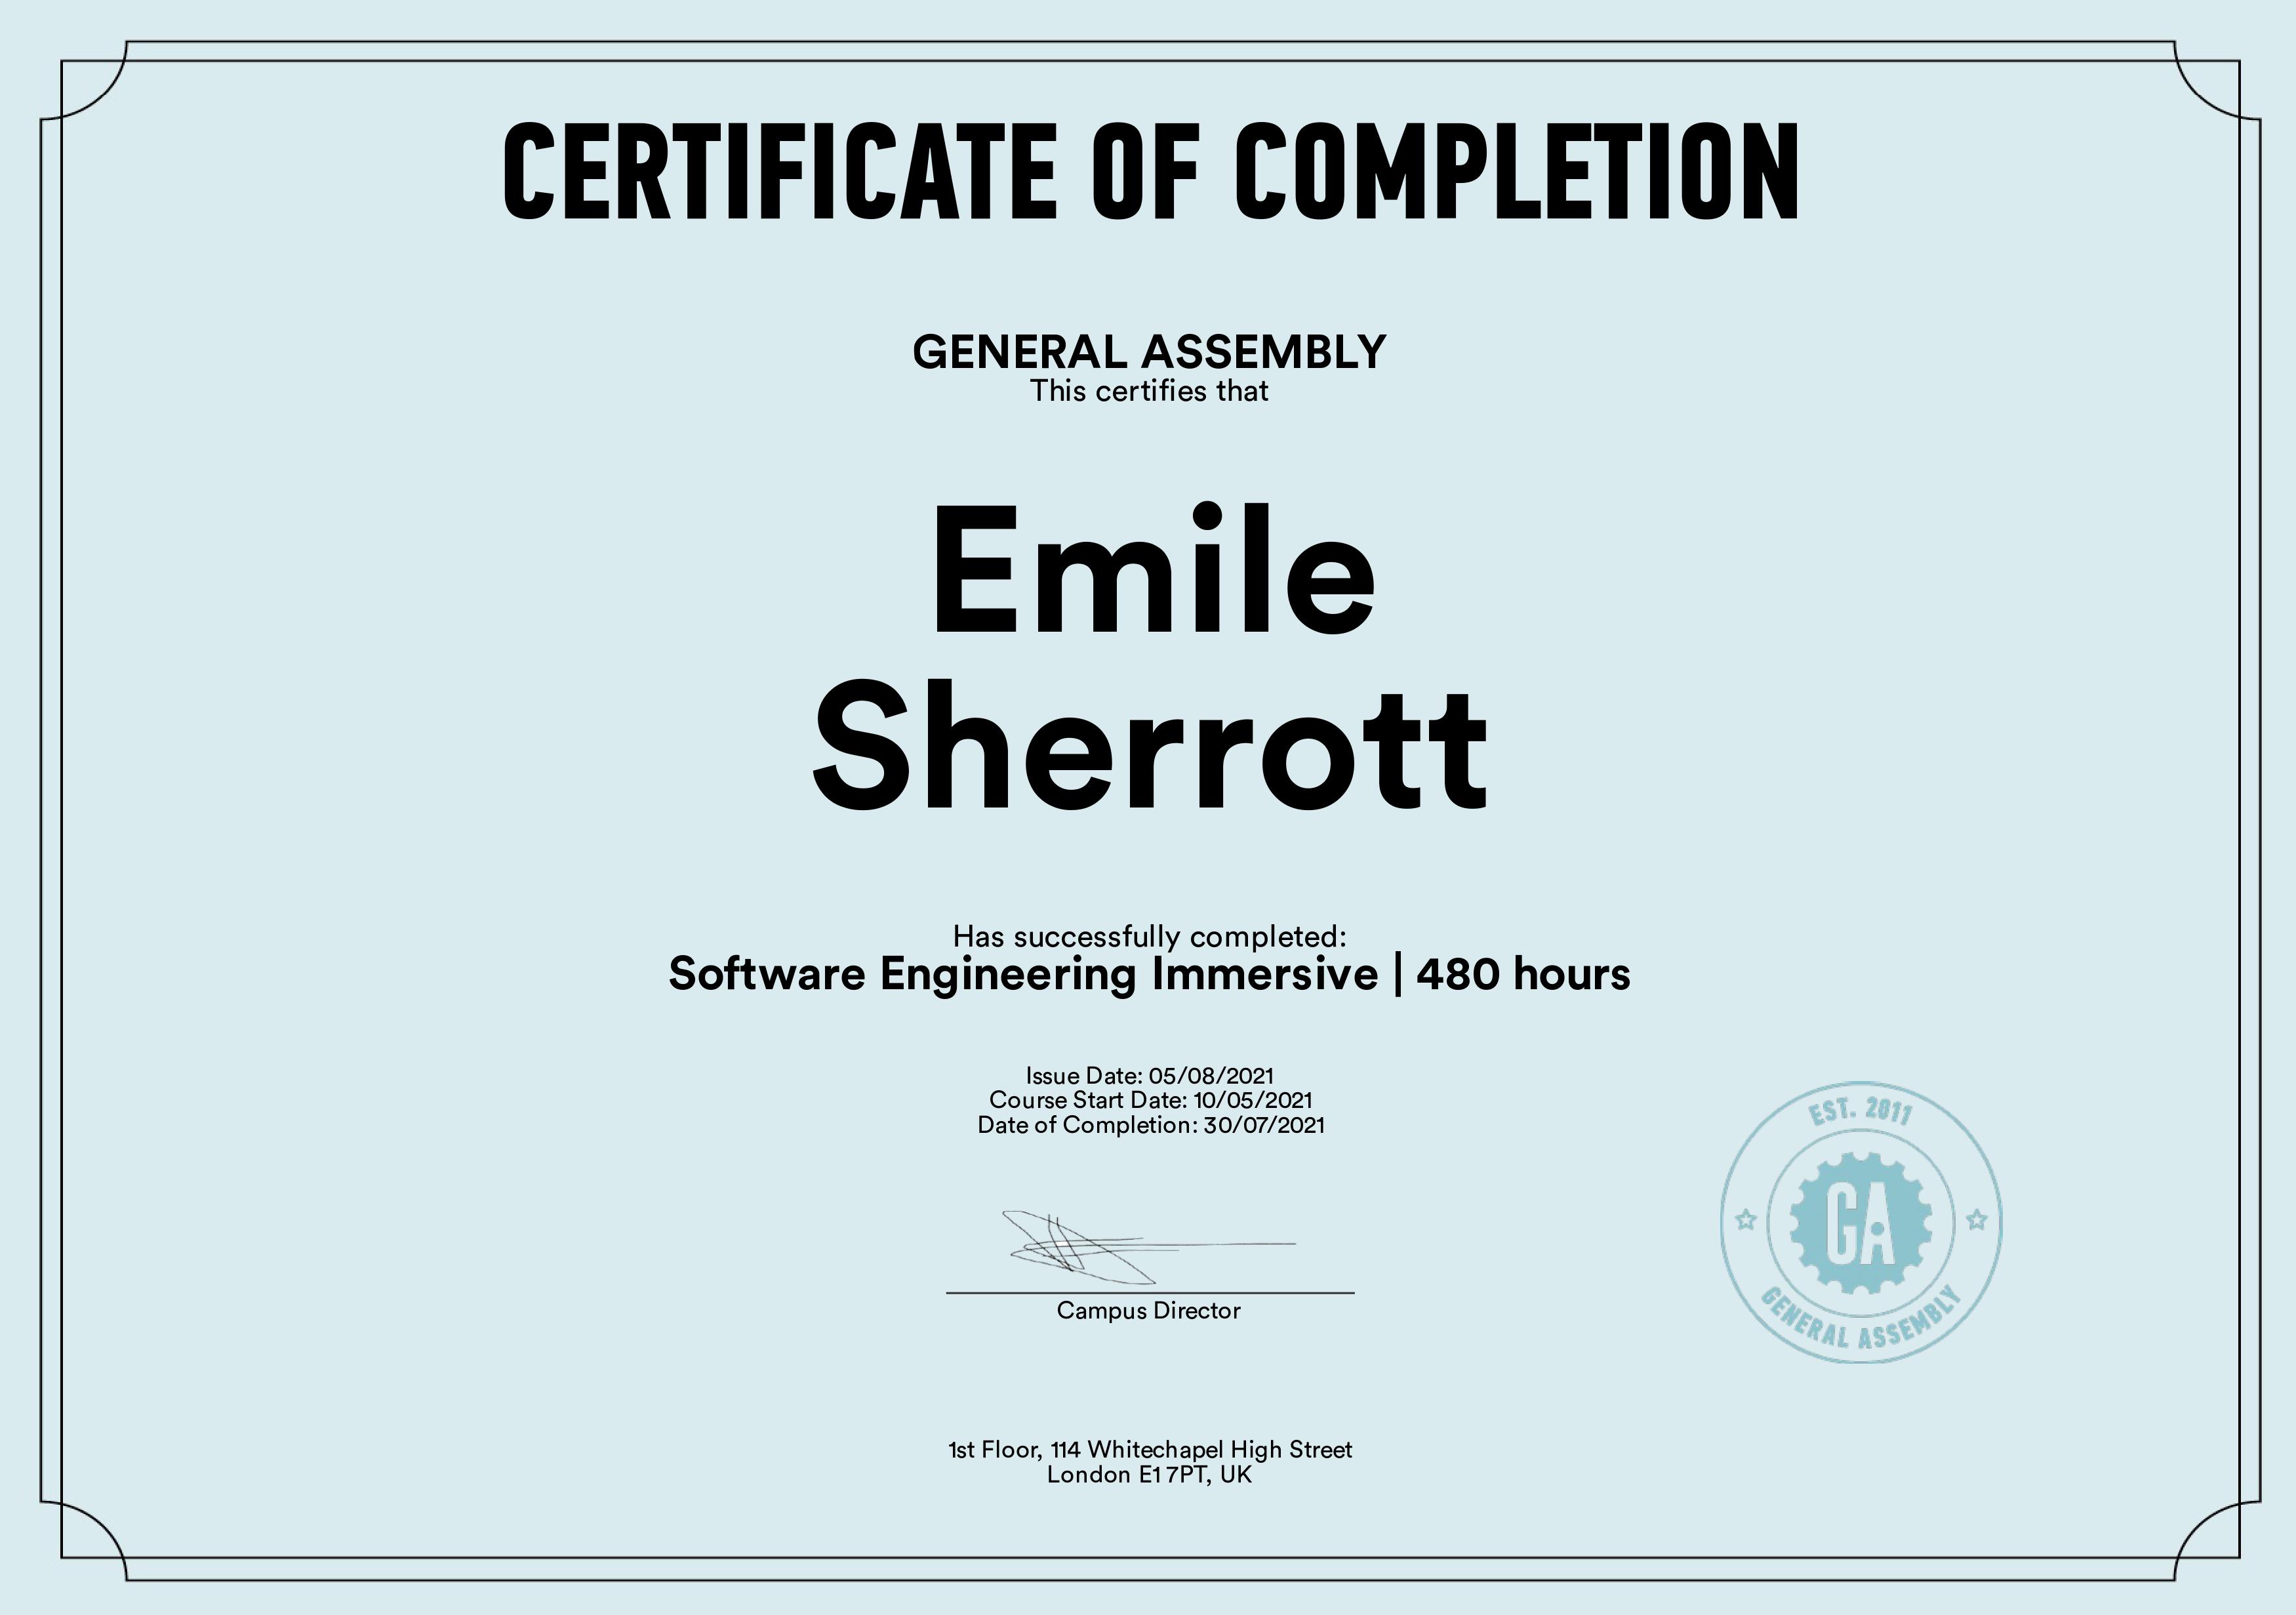 CERTIFICATE OF COMPLETION
GENERAL ASSEMBLY
This certifies that
Emile
Sherrott
Has successfully completed:
Software Engineering Immersive | 480 hours
Issue Date: 05/08/2021
Course Start Date: 10/05/2021
Date of Completion: 30/07/2021
EST. 2011
GA
GENERAL ASSEMBLY
Campus Director
1st Floor, 114 Whitechapel High Street
London E1 7PT, UK